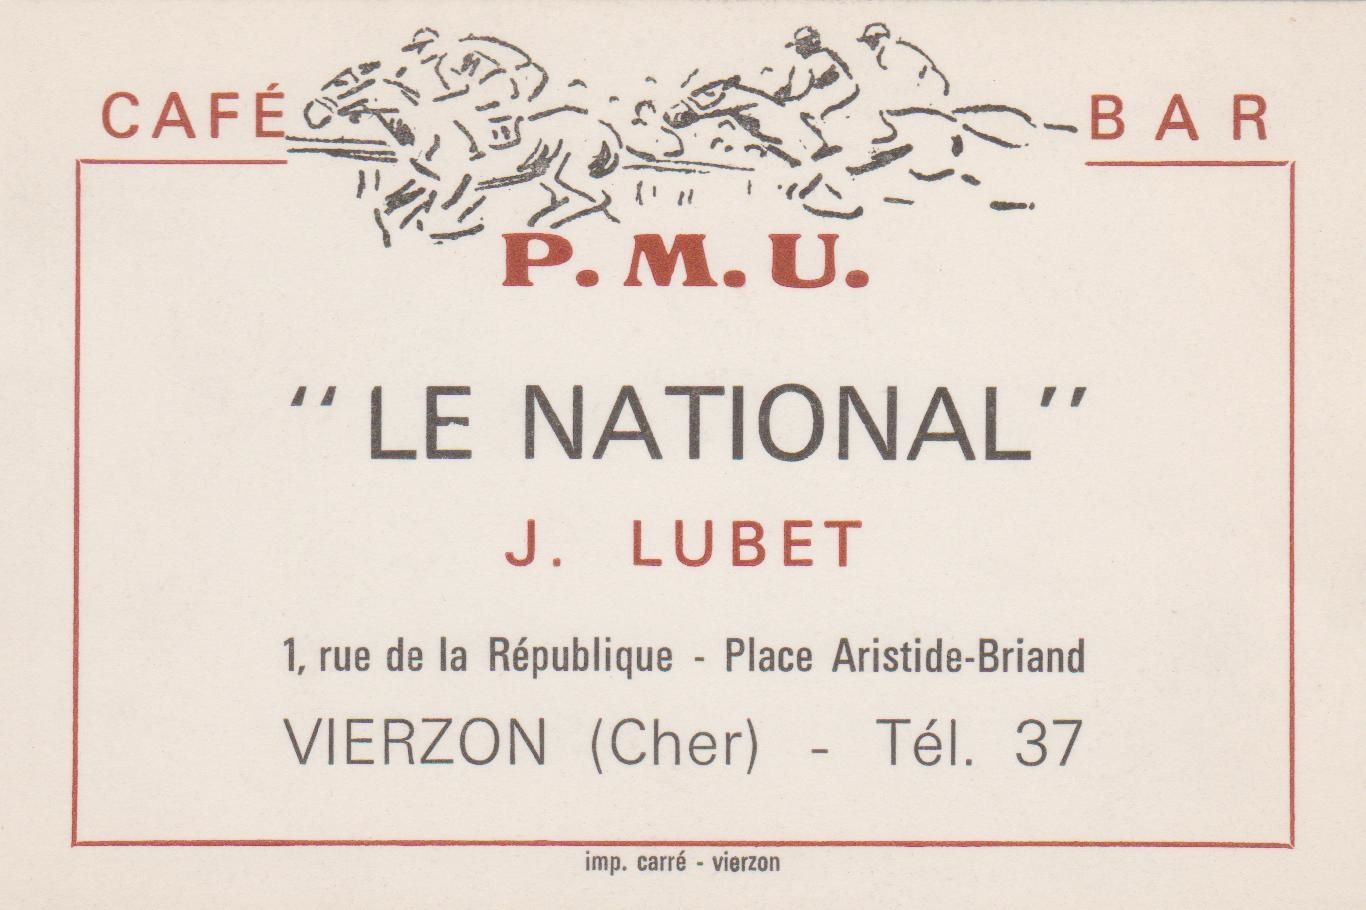 CAFÉ BAR
P.M.U.
"LE NATIONAL"
J. LUBET
1, rue de la République - Place Aristide-Briand
VIERZON (Cher) - Tél. 37
imp. carré - vierzon